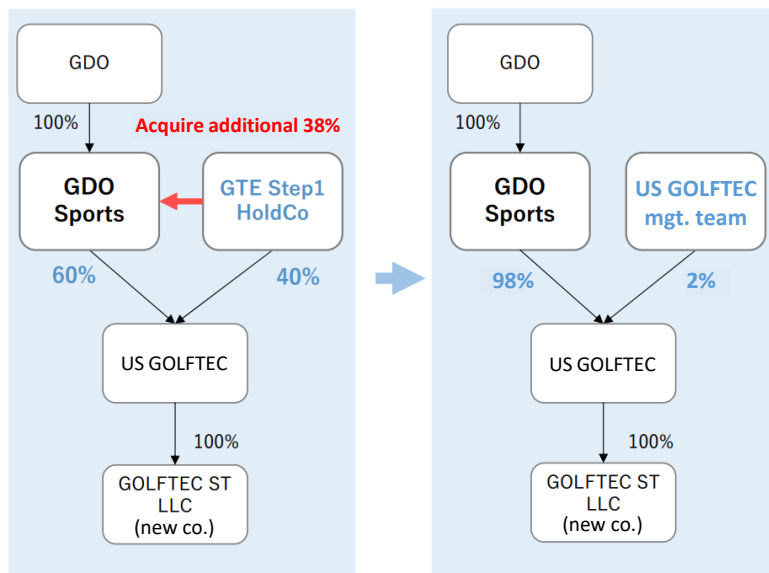 GDO
100%
Acquire additional 38%
GDO
Sports
GTE Step1
HoldCo
60%
40%
US GOLFTEC
100%
GOLFTEC ST
LLC
(new co.)
GDO
100%
GDO
Sports
US GOLFTEC
mgt. team
98%
2%
US GOLFTEC
100%
GOLFTEC ST
LLC
(new co.)